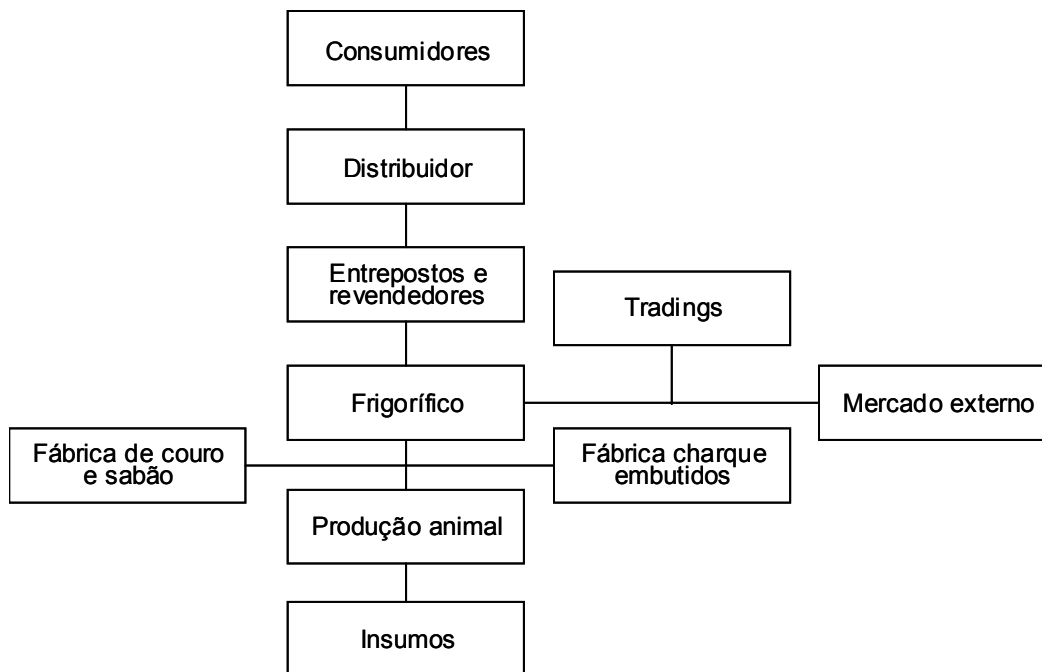 Consumidores
Distribuidor
Entrepostos e
revendedores
Tradings
Frigorífico
Mercado externo
Fábrica de couro
e sabão
Fábrica charque
embutidos
Produção animal
Insumos